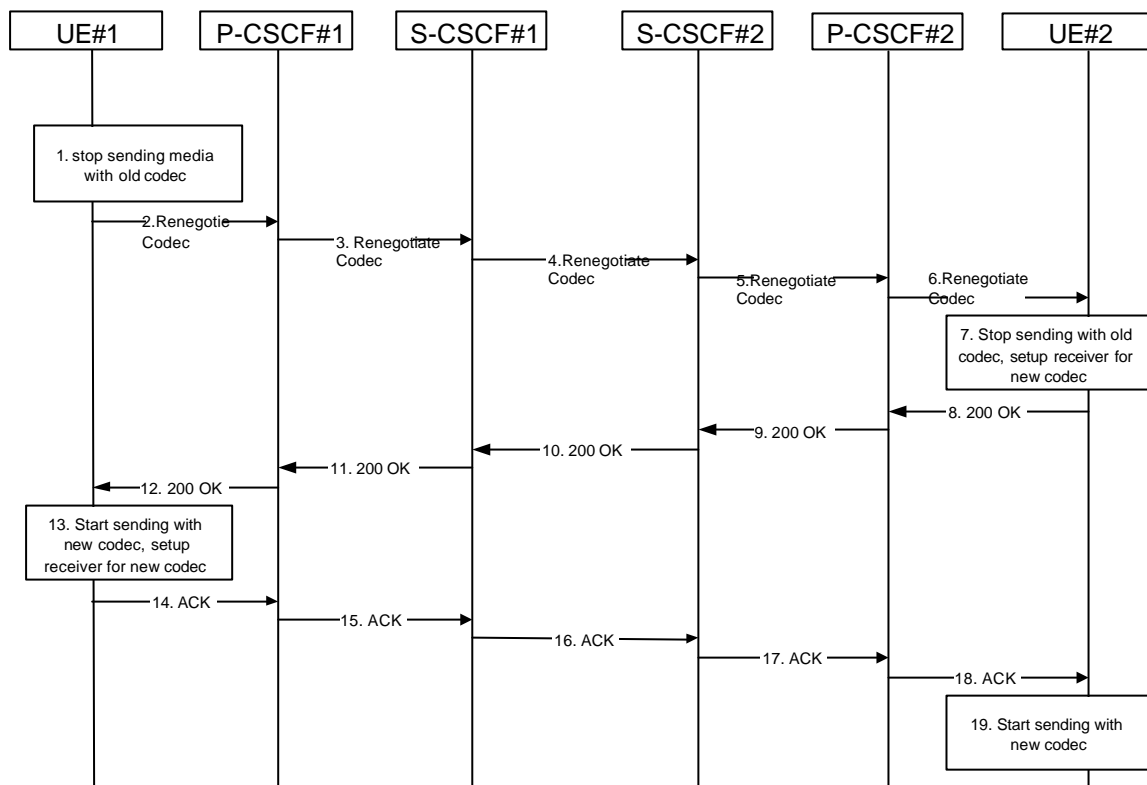 UE#1
P-CSCF#1
S-CSCF#1
S-CSCF#2
P-CSCF#2
UE#2
1. stop sending media
with old codec
2.Renegotie
Codec
3. Renegotiate
Codec
4.Renegotiate
Codec
5.Renegotiate
Codec
6.Renegotiate
Codec
7. Stop sending with old
codec, setup receiver for
new codec
8. 200 OK
9. 200 OK
10. 200 OK
11. 200 OK
12. 200 OK
13. Start sending with
new codec, setup
receiver for new codec
14. ACK
15. ACK
16. ACK
17. ACK
18. ACK
19. Start sending with
new codec